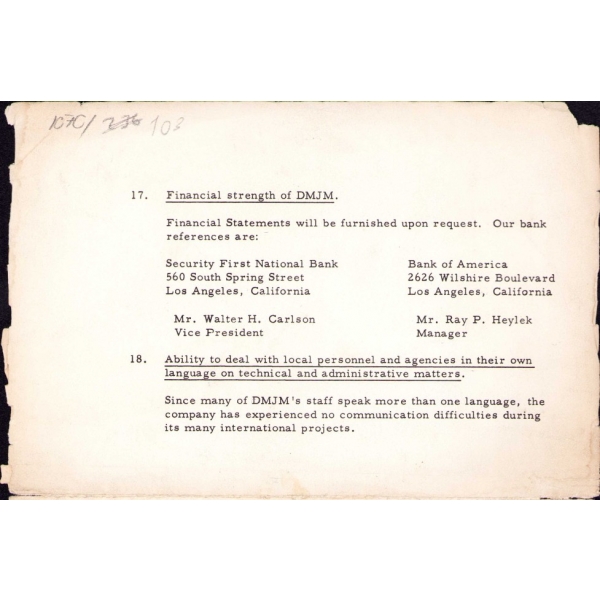 103
17. Financial strength of DMJM.
Financial Statements will be furnished upon request. Our bank
references are:
Security First National Bank
560 South Spring Street
Los Angeles, California
Mr. Walter H. Carlson
Vice President
Bank of America
2626 Wilshire Boulevard
Los Angeles, California
Mr. Ray P. Heylek
Manager
18. Ability to deal with local personnel and agencies in their own
language on technical and administrative matters.
Since many of DMJM's staff speak more than one language, the
company has experienced no communication difficulties during
its many international projects.